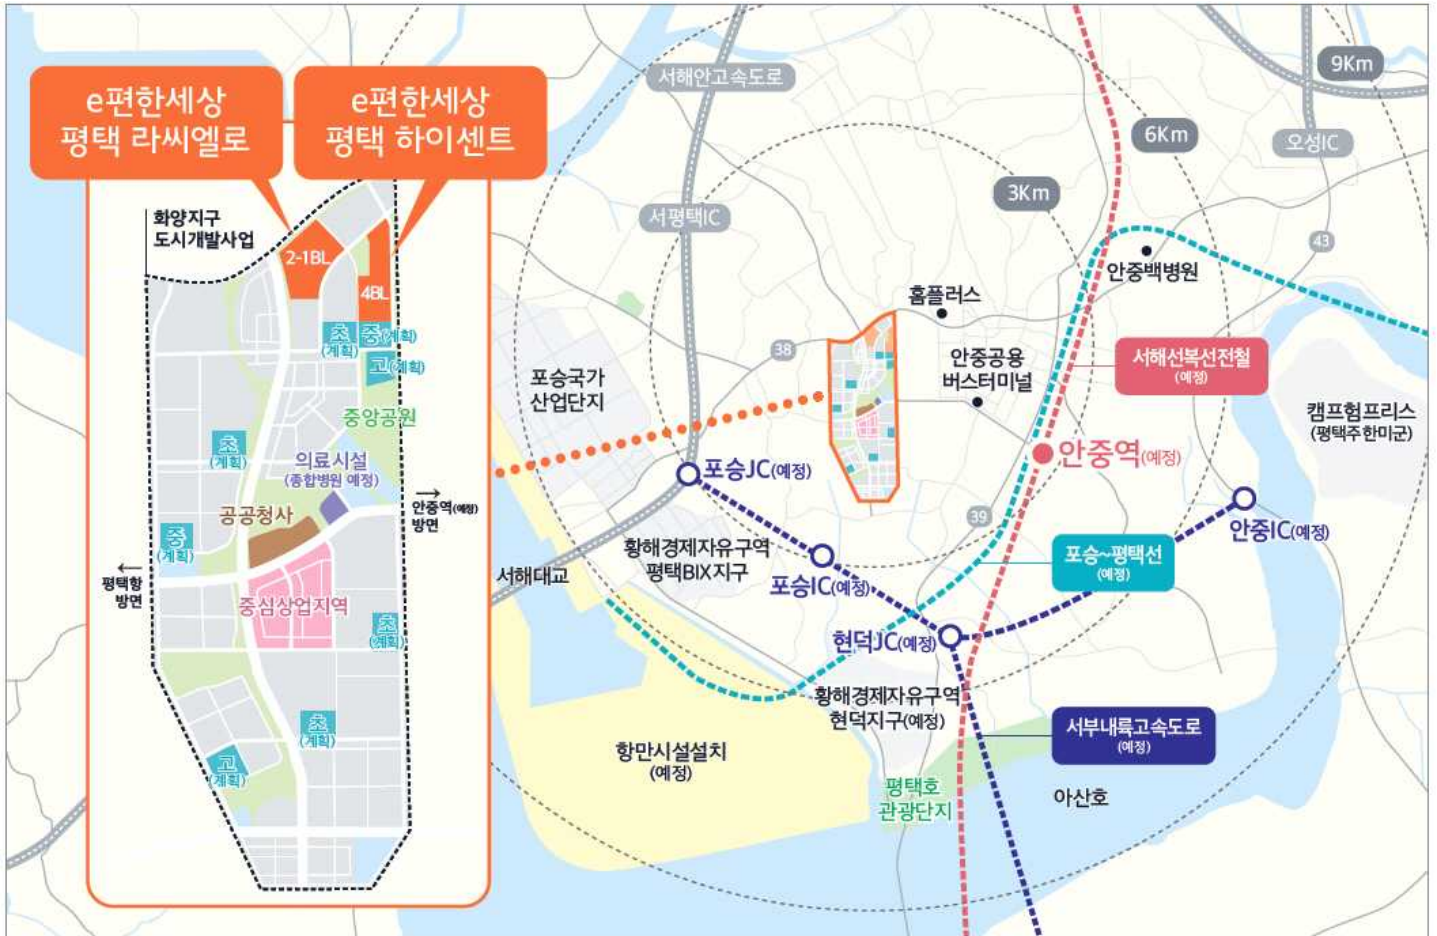 e편한세상
평택 라씨엘로
e편한세상
평택 하이센트
화양지구
도시개발사업
2-1BL
4BL
초
(계획)
중(계획)
고(계획)
중앙공원
초
(계획)
의료시설
(종합병원 예정)
공공청사
→
안중역(예정)
방면
중
(계획)
←
평택항
방면
중심상업지역
초
(계획)
초
(계획)
고
(계획)
서해안고속도로
9Km
6Km
오성IC
3Km
서평택IC
43
안중백병원
홈플러스
38
안중공용
버스터미널
서해선복선전철
(예정)
포승국가
산업단지
캠프험프리스
(평택주한미군)
안중역(예정)
포승JC(예정)
39
안중IC(예정)
황해경제자유구역
평택BIX지구
서해대교
포승IC(예정)
포승~평택선
(예정)
현덕JC(예정)
황해경제자유구역
현덕지구(예정)
서부내륙고속도로
(예정)
항만시설설치
(예정)
평택호
관광단지
아산호